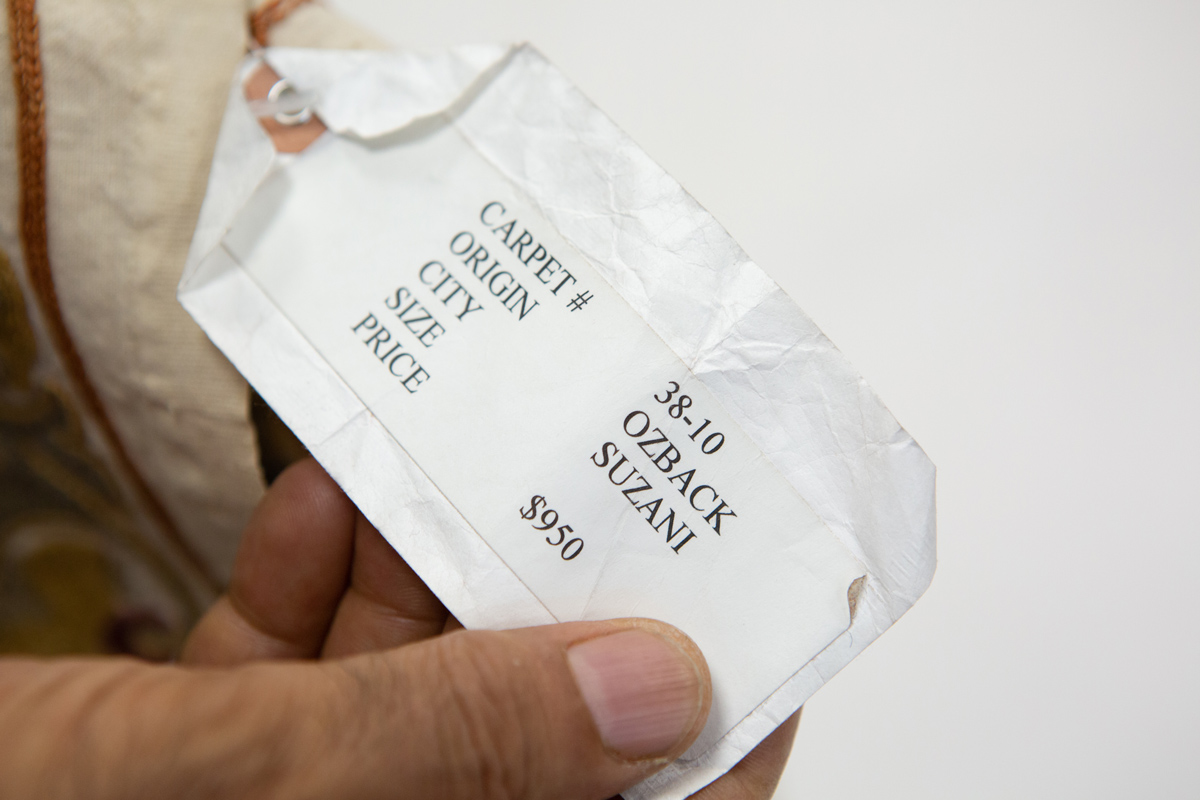 CARPET # 38-10
ORIGIN OZBACK
CITY SUZANI
SIZE
PRICE $950